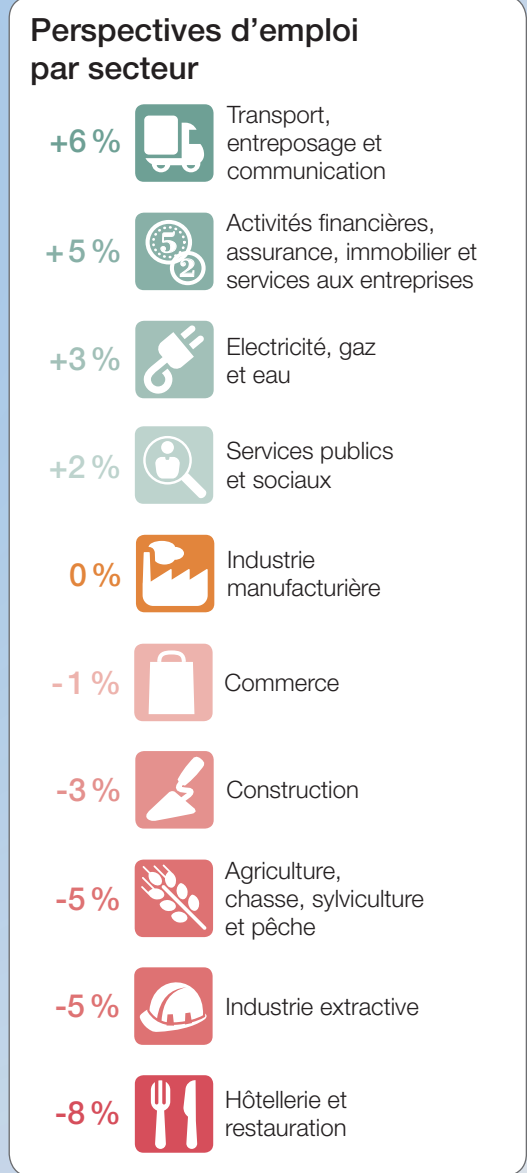 Perspectives d’emploi
par secteur
+6 %
Transport,
entreposage et
communication
+5 %
5
2
Activités financières,
assurance, immobilier et
services aux entreprises
+3 %
Electricité, gaz
et eau
+2 %
Services publics
et sociaux
0 %
Industrie
manufacturière
-1 %
Commerce
-3 %
Construction
-5 %
Agriculture,
chasse, sylviculture
et pêche
-5 %
Industrie extractive
-8 %
Hôtellerie et
restauration